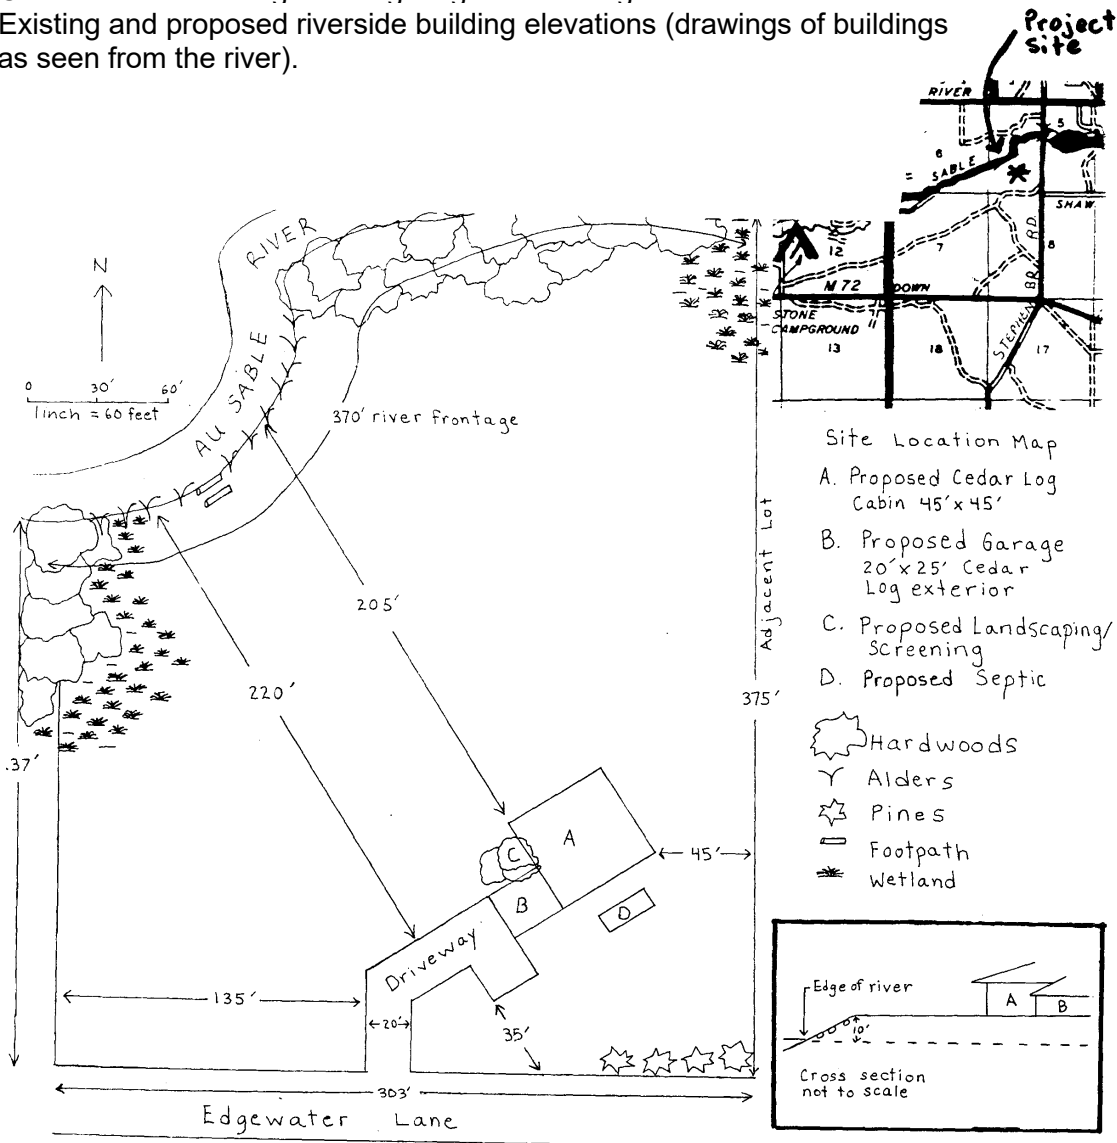 Existing and proposed riverside building elevations (drawings of buildings
as seen from the river).
Project
site
RIVER
5
6
SABLE
SHAW
12
7
8
BR. RD.
M 72
DOWN
STONE
CAMPGROUND
STEPHEN
13
18
17
Site Location Map
N
0 30' 60'
1 inch = 60 feet
AU SABLE RIVER
370' river frontage
205'
220'
.37'
Adjacent Lot
375'
A
B
C
D
45'
Driveway
135'
20'
35'
303'
Edgewater Lane
A. Proposed Cedar Log
Cabin 45'x45'
B. Proposed Garage
20'x25' Cedar
Log exterior
C. Proposed Landscaping/
Screening
D. Proposed Septic
Hardwoods
Alders
Pines
Footpath
Wetland
Edge of river
10'
A
B
Cross section
not to scale